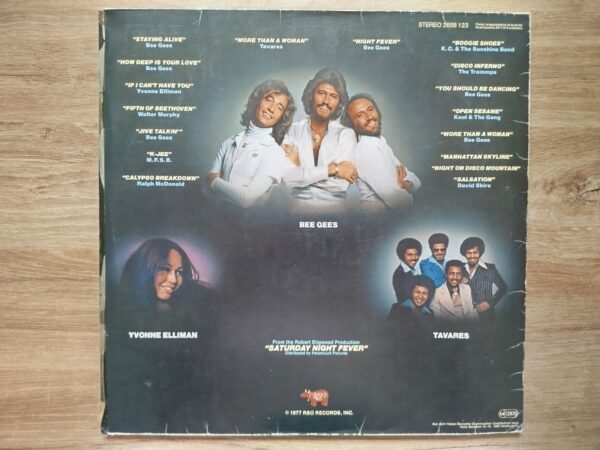 STEREO 2658 123
"STAYING ALIVE"
Bee Gees
"MORE THAN A WOMAN"
Tavares
"NIGHT FEVER"
Bee Gees
"BOOGIE SHOES"
K.C. & The Sunshine Band
"HOW DEEP IS YOUR LOVE"
Bee Gees
"DISCO INFERNO"
The Trammps
"IF I CAN'T HAVE YOU"
Yvonne Elliman
"YOU SHOULD BE DANCING"
Bee Gees
"FIFTH OF BEETHOVEN"
Walter Murphy
"OPEN SESAME"
Kool & The Gang
"JIVE TALKIN'"
Bee Gees
"MORE THAN A WOMAN"
Bee Gees
"K-JEE"
M.F.S.B.
"MANHATTAN SKYLINE"
"NIGHT ON DISCO MOUNTAIN"
"CALYPSO BREAKDOWN"
Ralph McDonald
"SALSATION"
David Shire
BEE GEES
YVONNE ELLIMAN
TAVARES
From the Robert Stigwood Production
"SATURDAY NIGHT FEVER"
Distributed by Paramount Pictures
RSO
© 1977 RSO RECORDS, INC.